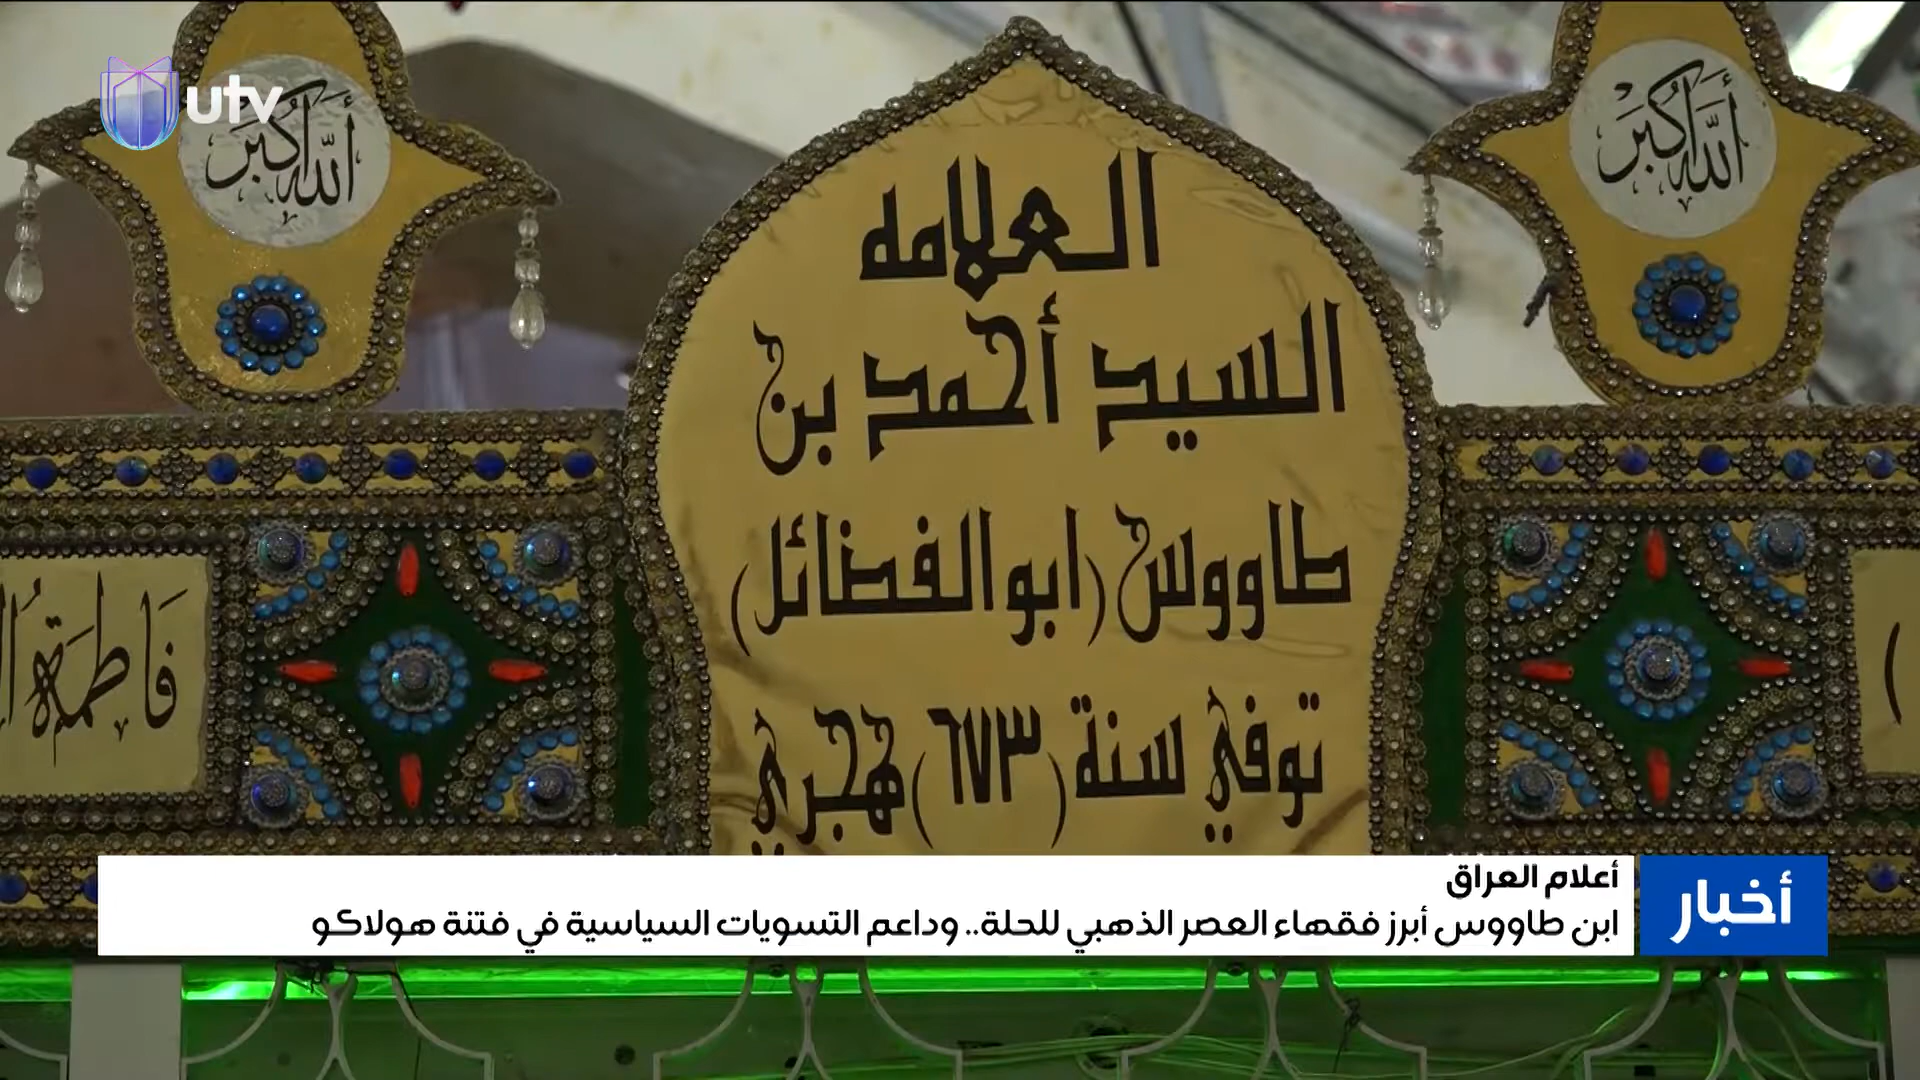 utv
الله أكبر
الله أكبر
العلامه
السيد أحمد بن
طاووس (ابو الفضائل)
توفي سنة (٦٧٣) هجري
فَاطمَة
أخبار
أعلام العراق
ابن طاووس أبرز فقهاء العصر الذهبي للحلة.. وداعم التسويات السياسية في فتنة هولاكو